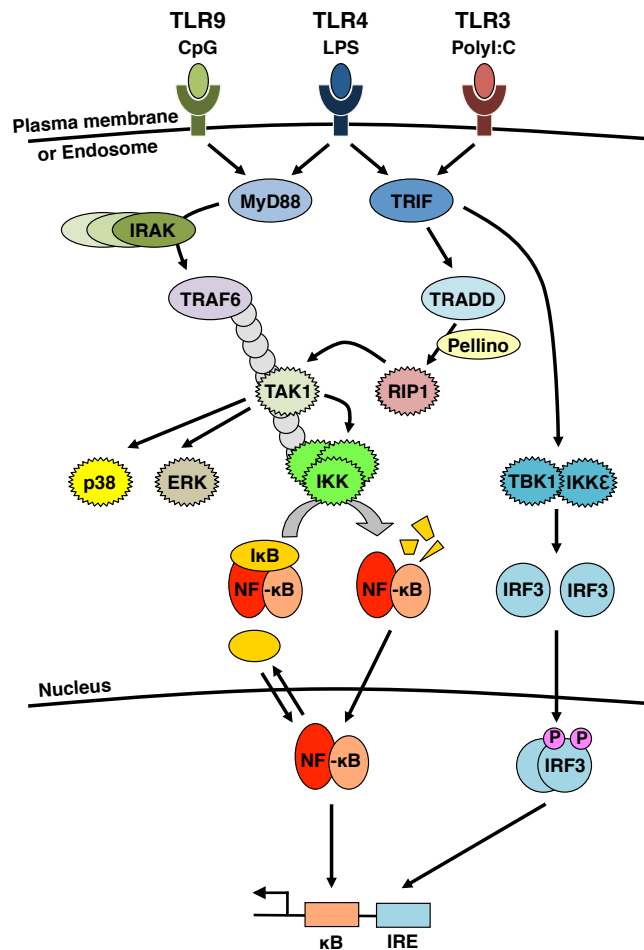 TLR9 TLR4 TLR3
CpG LPS PolyI:C
Plasma membrane
or Endosome
MyD88 TRIF
IRAK
TRAF6 TRADD
Pellino
TAK1 RIP1
p38 ERK IKK TBK1 IKKε
IκB
NF -κB NF -κB IRF3 IRF3
Nucleus
P P
NF -κB IRF3
κB IRE